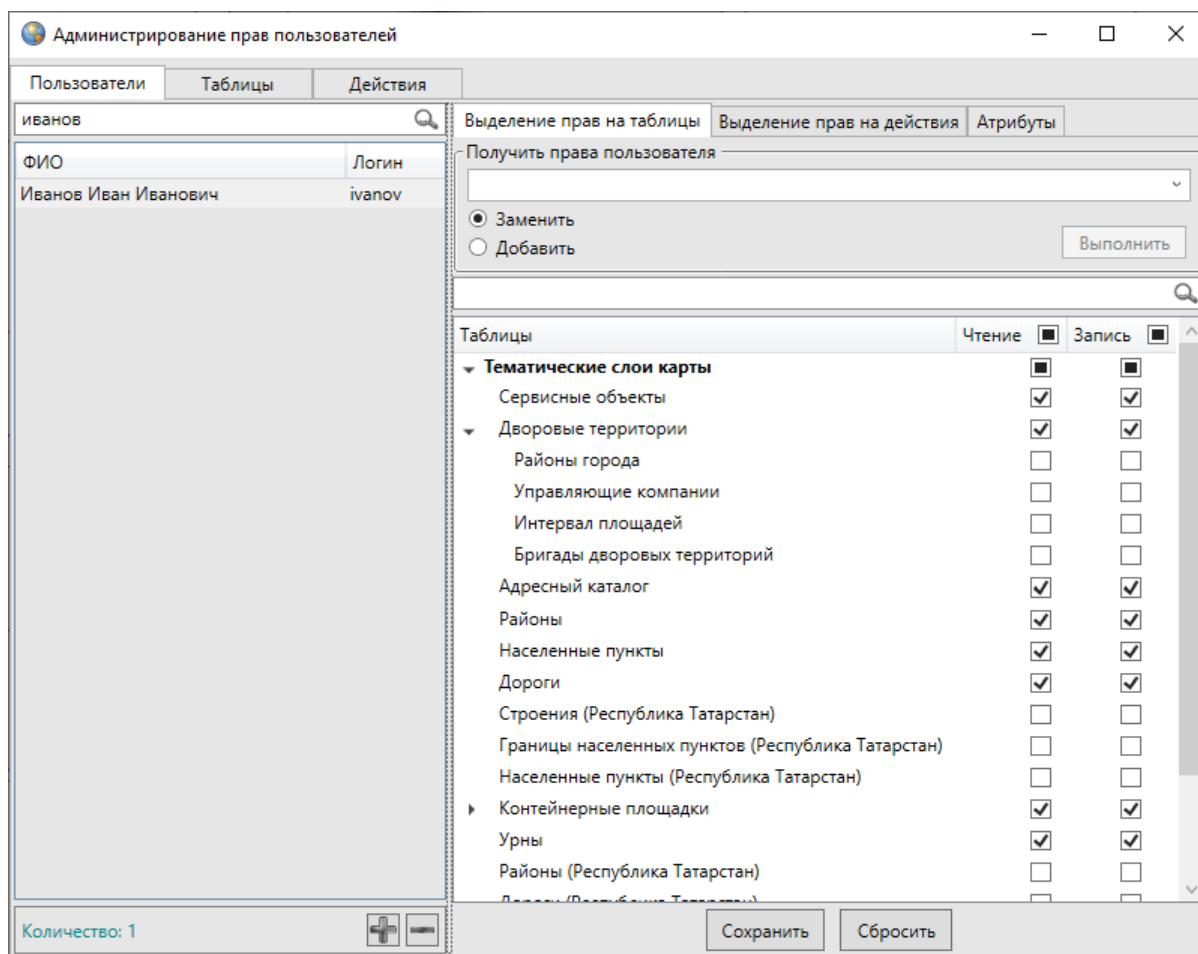 Администрирование прав пользователей
Пользователи Таблицы Действия
иванов
ФИО Логин
Иванов Иван Иванович ivanov
Количество: 1
Выделение прав на таблицы Выделение прав на действия Атрибуты
Получить права пользователя
Заменить
Добавить
Выполнить
Таблицы Чтение Запись
Тематические слои карты
Сервисные объекты
Дворовые территории
Районы города
Управляющие компании
Интервал площадей
Бригады дворовых территорий
Адресный каталог
Районы
Населенные пункты
Дороги
Строения (Республика Татарстан)
Границы населенных пунктов (Республика Татарстан)
Населенные пункты (Республика Татарстан)
Контейнерные площадки
Урны
Районы (Республика Татарстан)
Дороги (Республика Татарстан)
Сохранить Сбросить